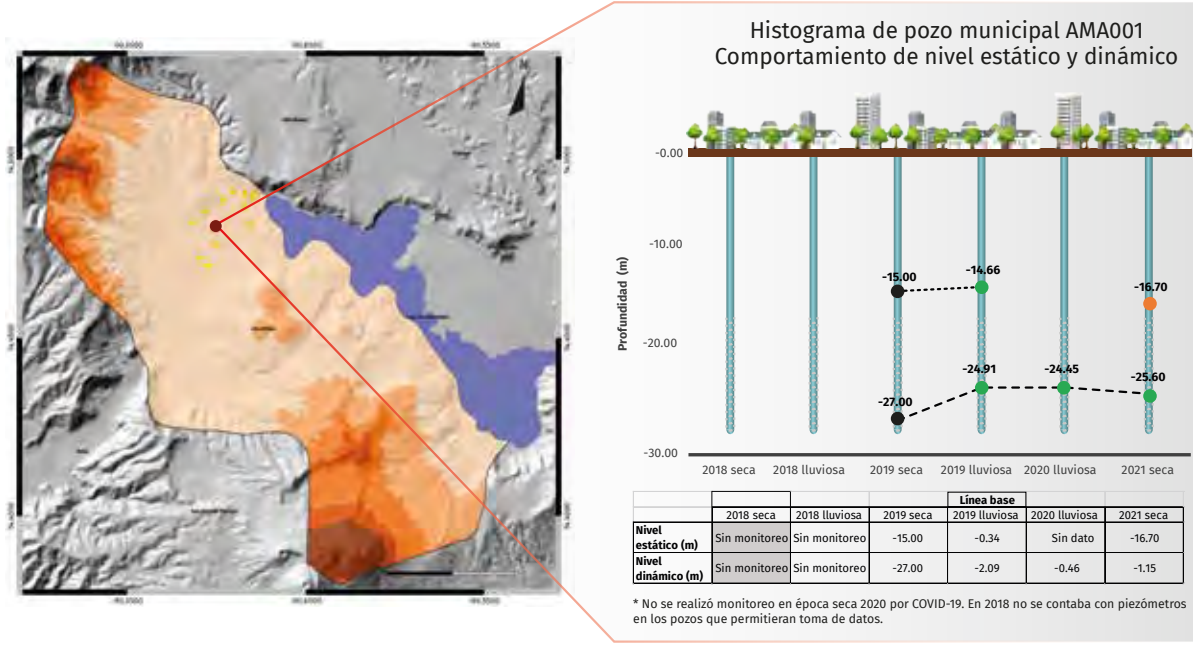 Histograma de pozo municipal AMA001
Comportamiento de nivel estático y dinámico
-0.00
-10.00
-20.00
-30.00
Profundidad (m)
-15.00
-14.66
-16.70
-27.00
-24.91
-24.45
-25.60
2018 seca
2018 lluviosa
2019 seca
2019 lluviosa
2020 lluviosa
2021 seca
Línea base
2018 seca 2018 lluviosa 2019 seca 2019 lluviosa 2020 lluviosa 2021 seca
Nivel estático (m) Sin monitoreo Sin monitoreo -15.00 -0.34 Sin dato -16.70
Nivel dinámico (m) Sin monitoreo Sin monitoreo -27.00 -2.09 -0.46 -1.15
* No se realizó monitoreo en época seca 2020 por COVID-19. En 2018 no se contaba con piezómetros
en los pozos que permitieran toma de datos.